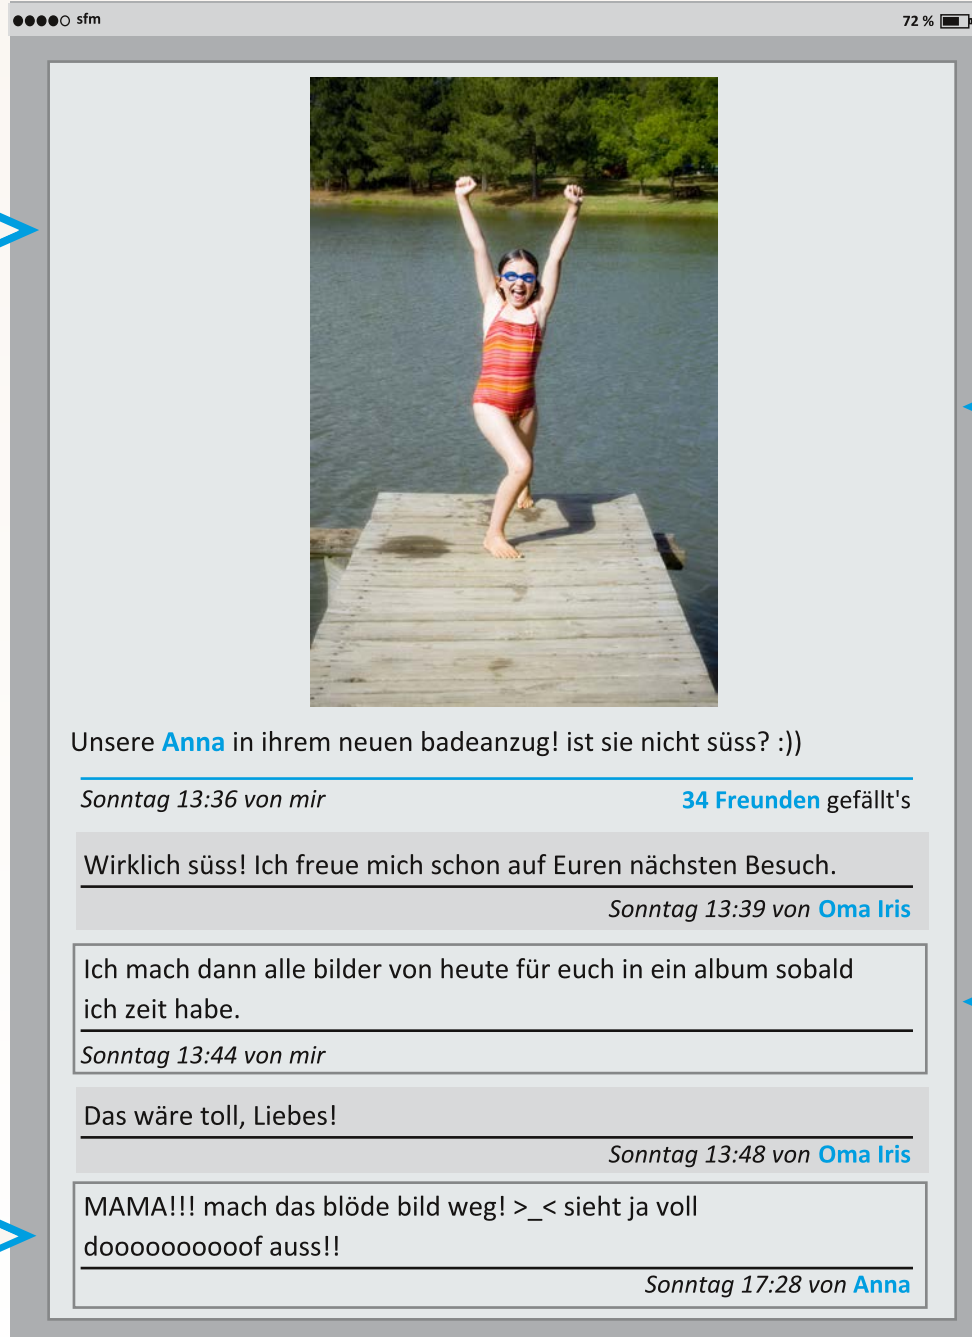 sfm
72 %
Unsere Anna in ihrem neuen badeanzug! ist sie nicht süss? :))
Sonntag 13:36 von mir
34 Freunden gefällt's
Wirklich süss! Ich freue mich schon auf Euren nächsten Besuch.
Sonntag 13:39 von Oma Iris
Ich mach dann alle bilder von heute für euch in ein album sobald
ich zeit habe.
Sonntag 13:44 von mir
Das wäre toll, Liebes!
Sonntag 13:48 von Oma Iris
MAMA!!! mach das blöde bild weg! >_< sieht ja voll
doooooooooof auss!!
Sonntag 17:28 von Anna